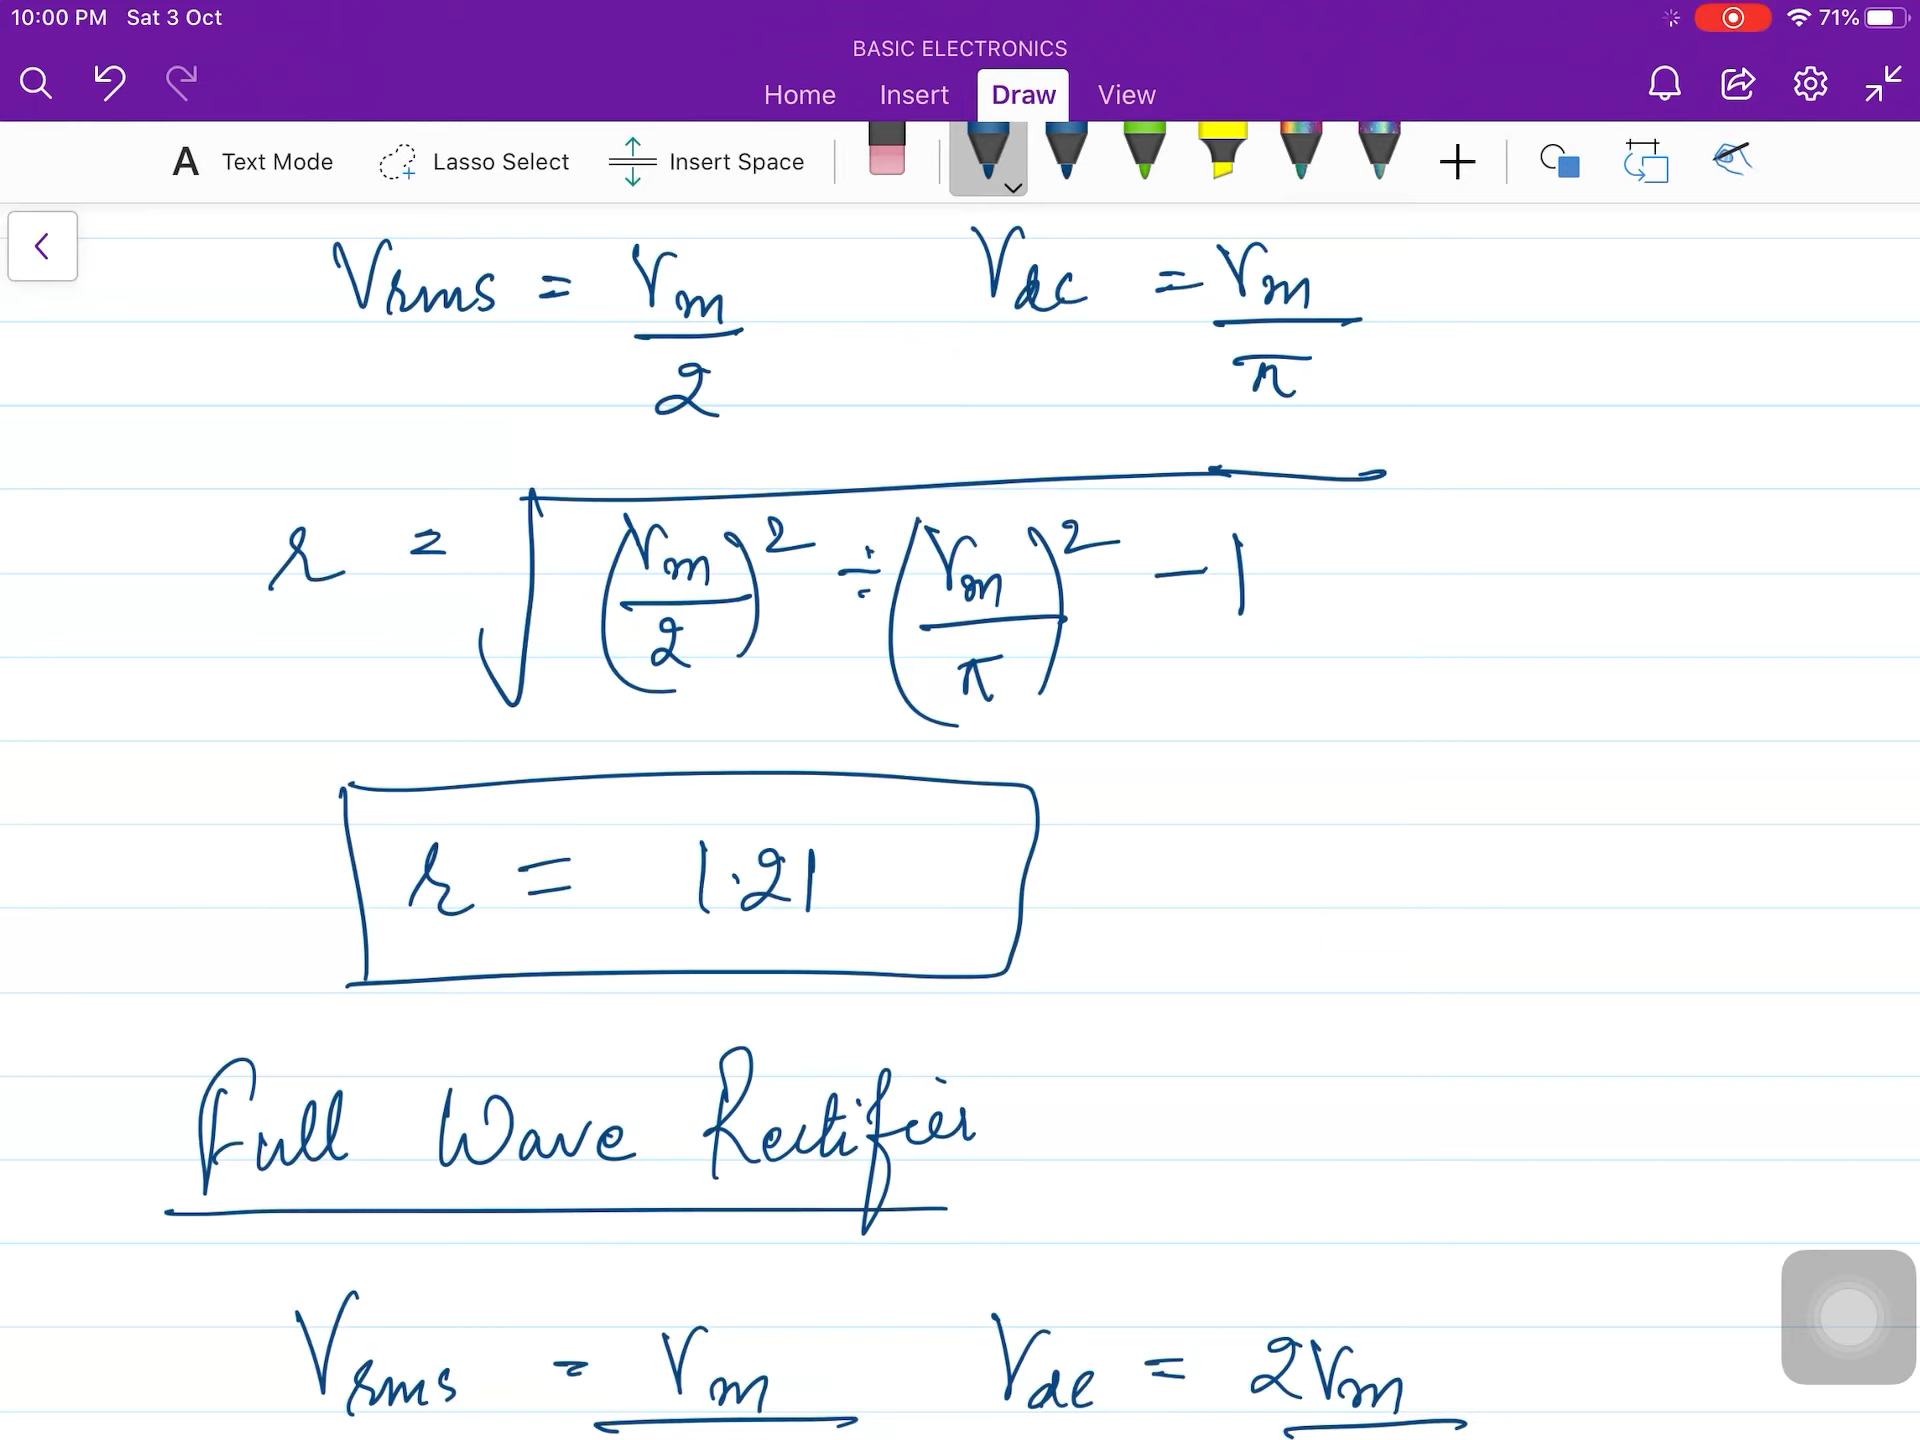 10:00 PM Sat 3 Oct 71%
BASIC ELECTRONICS
Home Insert Draw View
A Text Mode Lasso Select Insert Space
Vrms = Vm/2 Vdc = Vm/π
r = √((Vm/2)² ÷ (Vm/π)² - 1)
r = 1.21
Full Wave Rectifier
Vrms = Vm Vdc = 2Vm